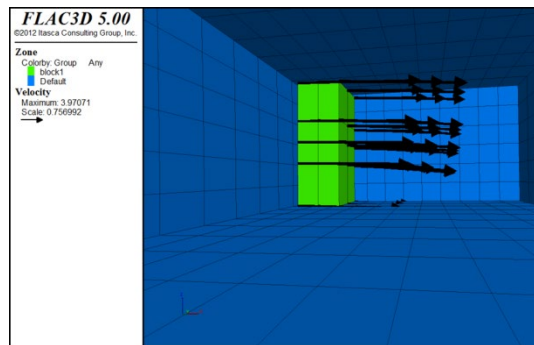 FLAC3D 5.00
©2012 Itasca Consulting Group, Inc.
Zone
Colorby: Group Any
block1
Default
Velocity
Maximum: 3.97071
Scale: 0.756992